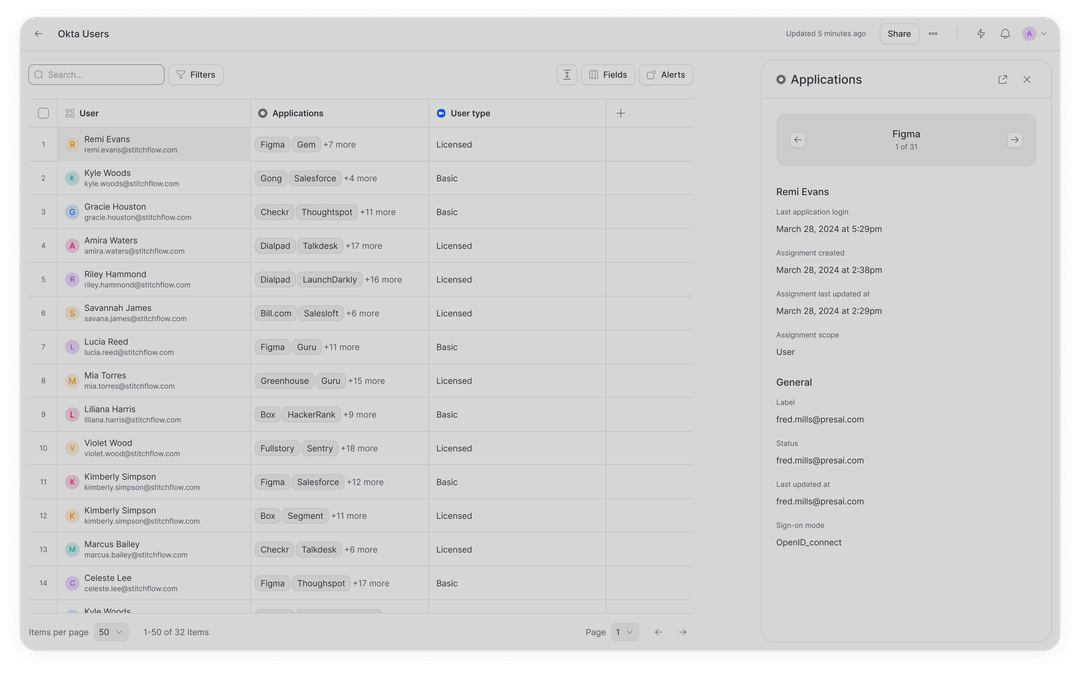 Okta Users
Updated 5 minutes ago
Share
A
Search...
Filters
Fields
Alerts
User
Applications
User type
1
R
Remi Evans
remi.evans@stitchflow.com
Figma Gem +7 more
Licensed
2
K
Kyle Woods
kyle.woods@stitchflow.com
Gong Salesforce +4 more
Basic
3
G
Gracie Houston
gracie.houston@stitchflow.com
Checkr Thoughtspot +11 more
Basic
4
A
Amira Waters
amira.waters@stitchflow.com
Dialpad Talkdesk +17 more
Licensed
5
R
Riley Hammond
riley.hammond@stitchflow.com
Dialpad LaunchDarkly +16 more
Licensed
6
S
Savannah James
savana.james@stitchflow.com
Bill.com Salesloft +6 more
Licensed
7
L
Lucia Reed
lucia.reed@stitchflow.com
Figma Guru +11 more
Basic
8
M
Mia Torres
mia.torres@stitchflow.com
Greenhouse Guru +15 more
Licensed
9
L
Liliana Harris
liliana.harris@stitchflow.com
Box HackerRank +9 more
Basic
10
V
Violet Wood
violet.wood@stitchflow.com
Fullstory Sentry +18 more
Licensed
11
K
Kimberly Simpson
kimberly.simpson@stitchflow.com
Figma Salesforce +12 more
Basic
12
K
Kimberly Simpson
kimberly.simpson@stitchflow.com
Box Segment +11 more
Licensed
13
M
Marcus Bailey
marcus.bailey@stitchflow.com
Checkr Talkdesk +6 more
Licensed
14
C
Celeste Lee
celeste.lee@stitchflow.com
Figma Thoughspot +17 more
Basic
Kyle Woods
Items per page 50
1-50 of 32 items
Page 1
Applications
Figma
1 of 31
Remi Evans
Last application login
March 28, 2024 at 5:29pm
Assignment created
March 28, 2024 at 2:38pm
Assignment last updated at
March 28, 2024 at 2:29pm
Assignment scope
User
General
Label
fred.mills@presai.com
Status
fred.mills@presai.com
Last updated at
fred.mills@presai.com
Sign-on mode
OpenID_connect